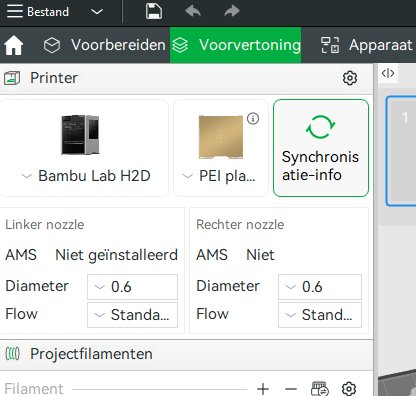 Bestand
Voorbereiden Voorvertoning Apparaat
Printer
Bambu Lab H2D PEI pla... Synchronis
atie-info
1
Linker nozzle Rechter nozzle
AMS Niet geïnstalleerd AMS Niet
Diameter 0.6 Diameter 0.6
Flow Standa... Flow Standa...
Projectfilamenten
Filament